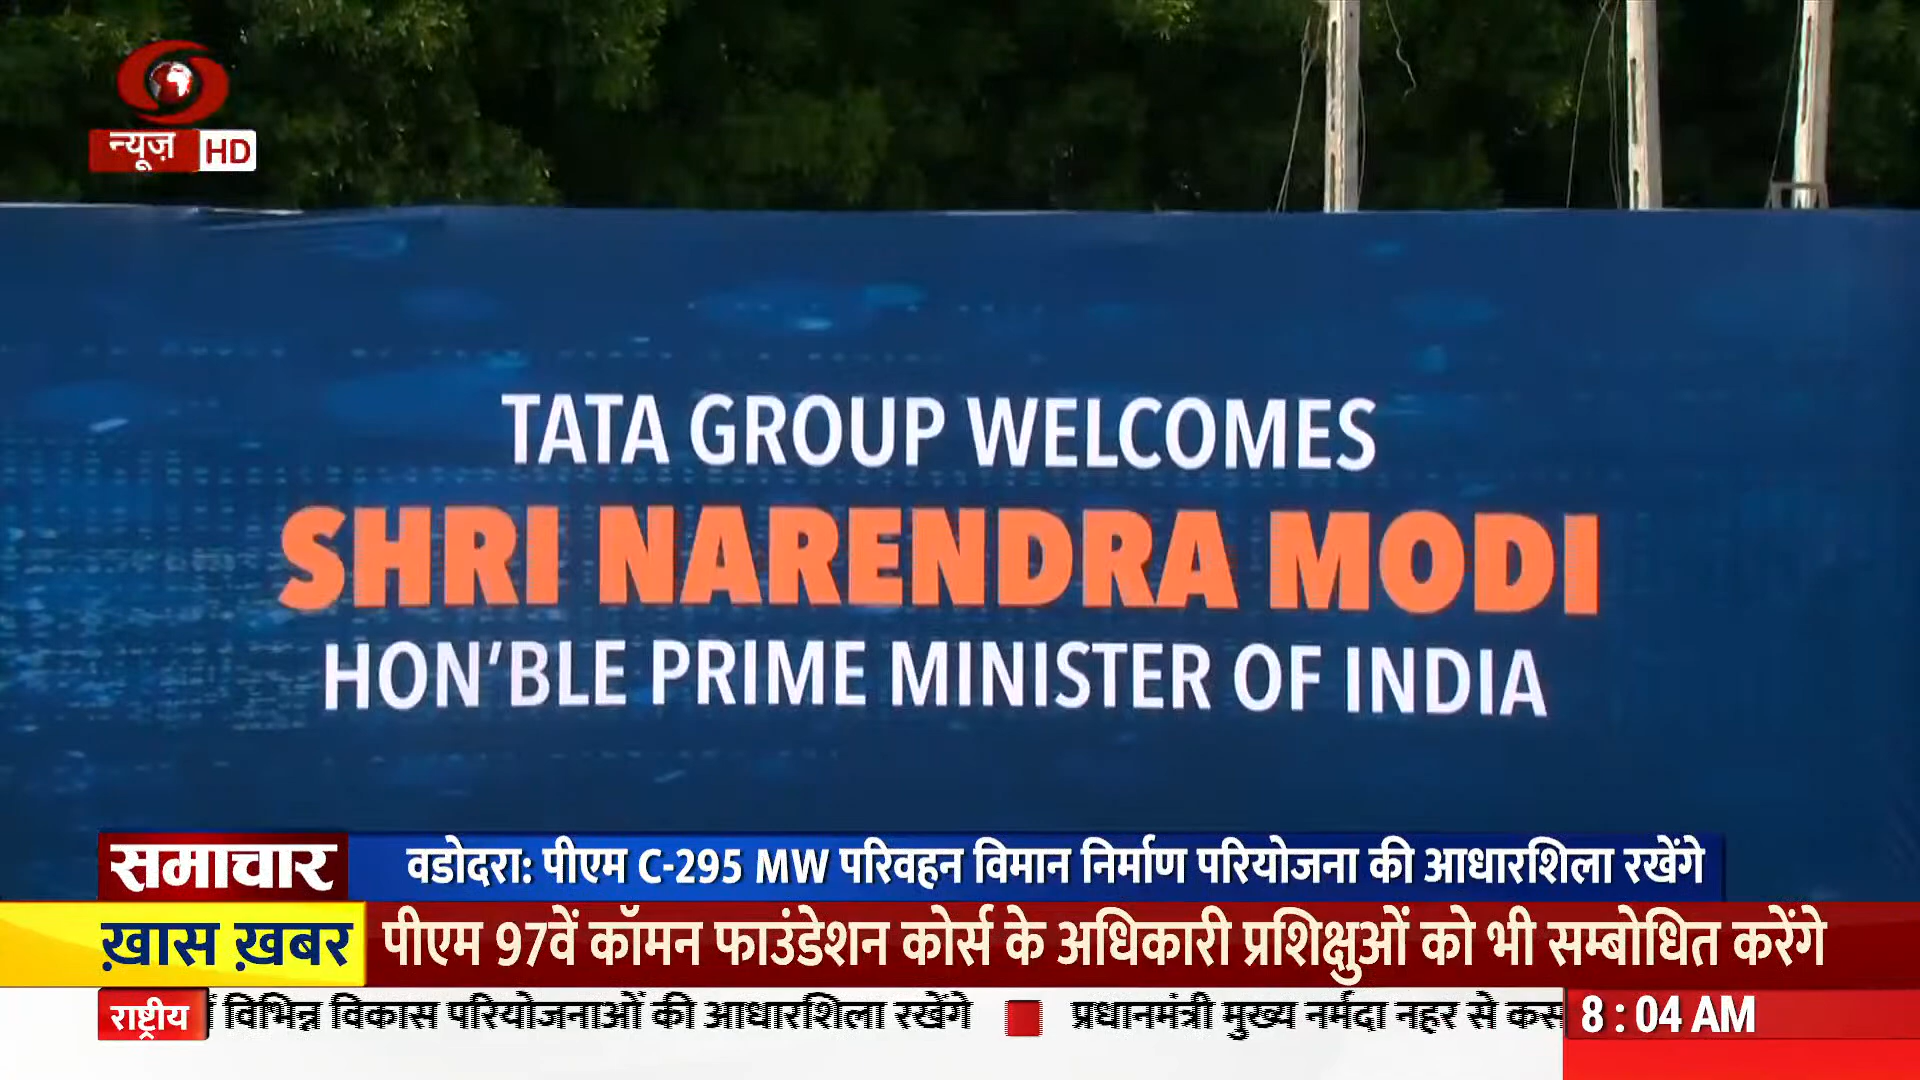 न्यूज़ HD
TATA GROUP WELCOMES
SHRI NARENDRA MODI
HON'BLE PRIME MINISTER OF INDIA
समाचार वडोदरा: पीएम C-295 MW परिवहन विमान निर्माण परियोजना की आधारशिला रखेंगे
ख़ास ख़बर पीएम 97वें कॉमन फाउंडेशन कोर्स के अधिकारी प्रशिक्षुओं को भी सम्बोधित करेंगे
राष्ट्रीय विभिन्न विकास परियोजनाओं की आधारशिला रखेंगे प्रधानमंत्री मुख्य नर्मदा नहर से 8 : 04 AM